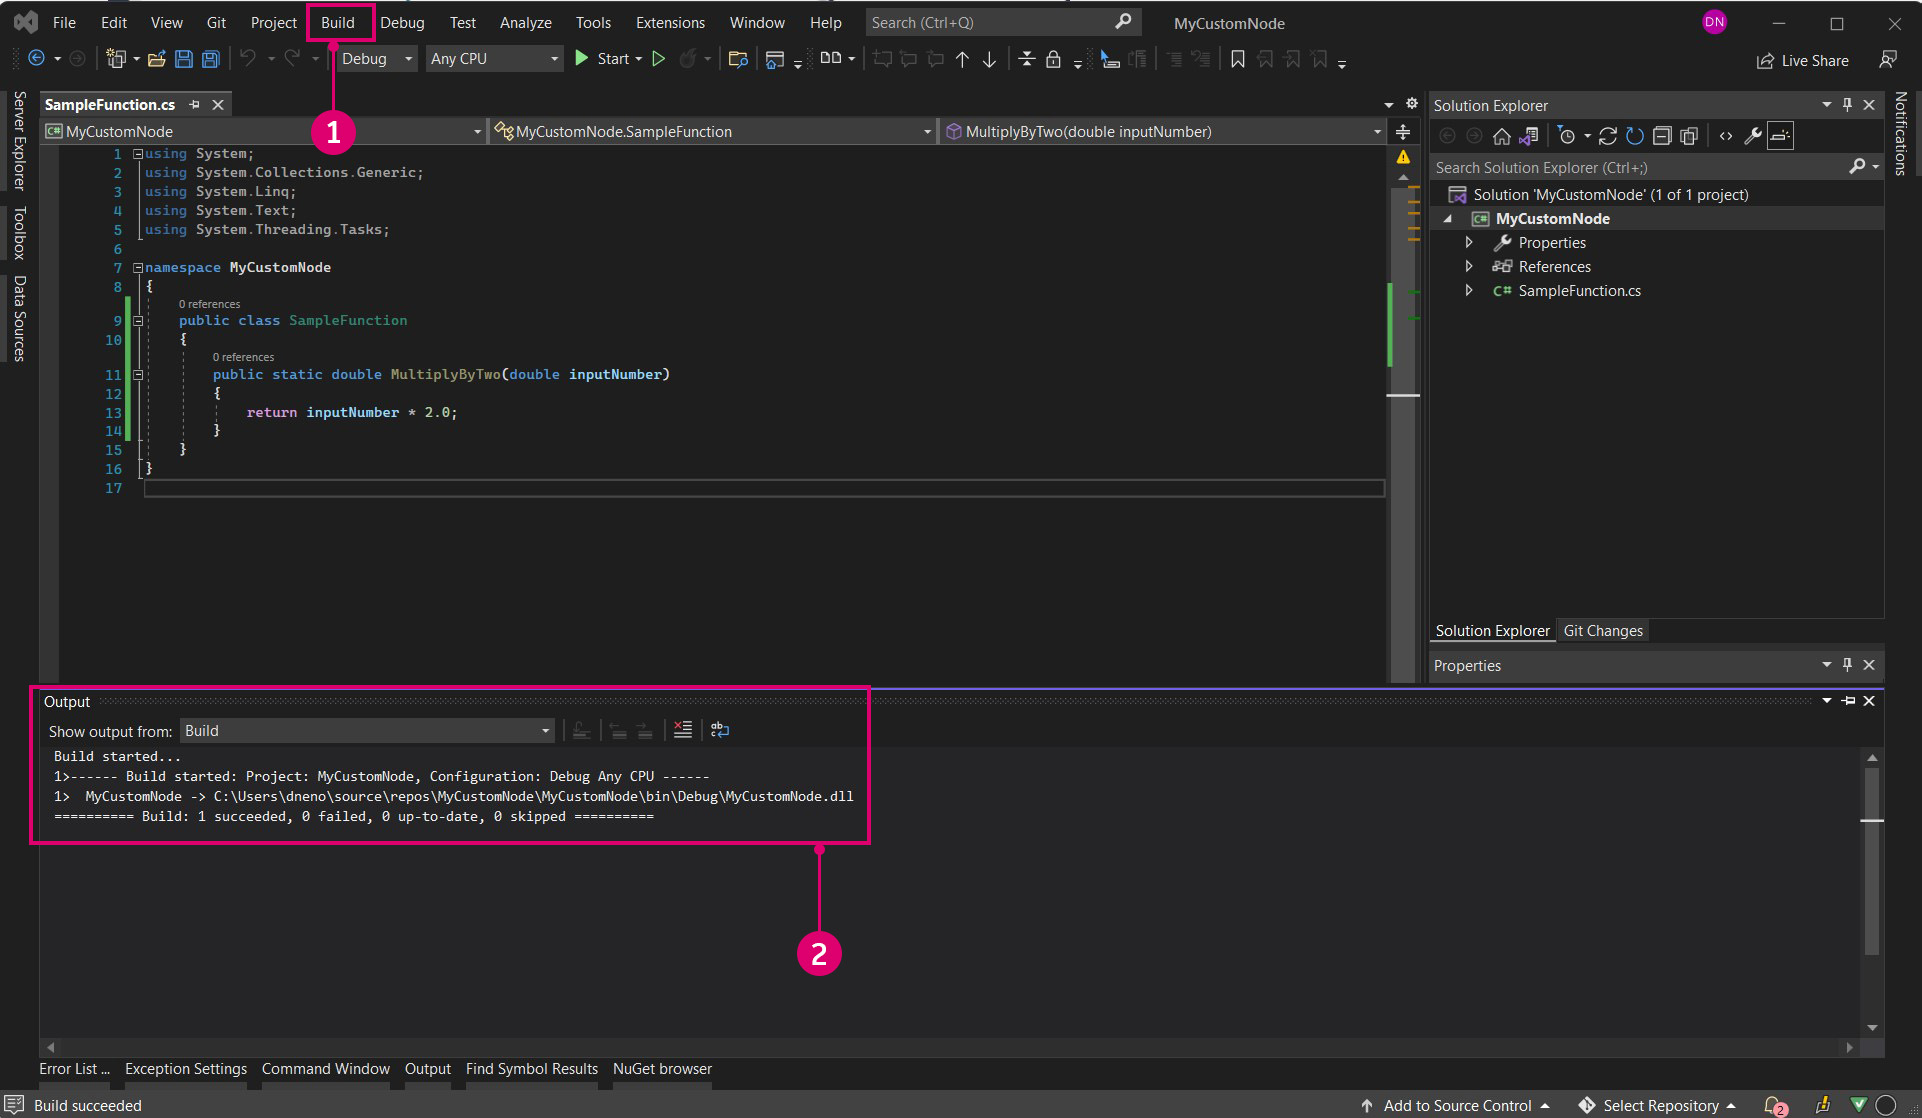 File Edit View Git Project Build Debug Test Analyze Tools Extensions Window Help Search (Ctrl+Q) MyCustomNode DN
Debug Any CPU Start Live Share
1
Server Explorer
Toolbox
Data Sources
SampleFunction.cs
MyCustomNode MyCustomNode.SampleFunction MultiplyByTwo(double inputNumber)
1 using System;
2 using System.Collections.Generic;
3 using System.Linq;
4 using System.Text;
5 using System.Threading.Tasks;
6
7 namespace MyCustomNode
8 {
0 references
9 public class SampleFunction
10 {
0 references
11 public static double MultiplyByTwo(double inputNumber)
12 {
13 return inputNumber * 2.0;
14 }
15 }
16 }
17
Solution Explorer
Search Solution Explorer (Ctrl+;)
Solution 'MyCustomNode' (1 of 1 project)
C# MyCustomNode
Properties
References
C# SampleFunction.cs
Notifications
Solution Explorer Git Changes
Properties
Output
Show output from: Build
Build started...
1>------ Build started: Project: MyCustomNode, Configuration: Debug Any CPU ------
1>  MyCustomNode -> C:\Users\dneno\source\repos\MyCustomNode\MyCustomNode\bin\Debug\MyCustomNode.dll
========== Build: 1 succeeded, 0 failed, 0 up-to-date, 0 skipped ==========
2
Error List ... Exception Settings Command Window Output Find Symbol Results NuGet browser
Build succeeded Add to Source Control Select Repository 2